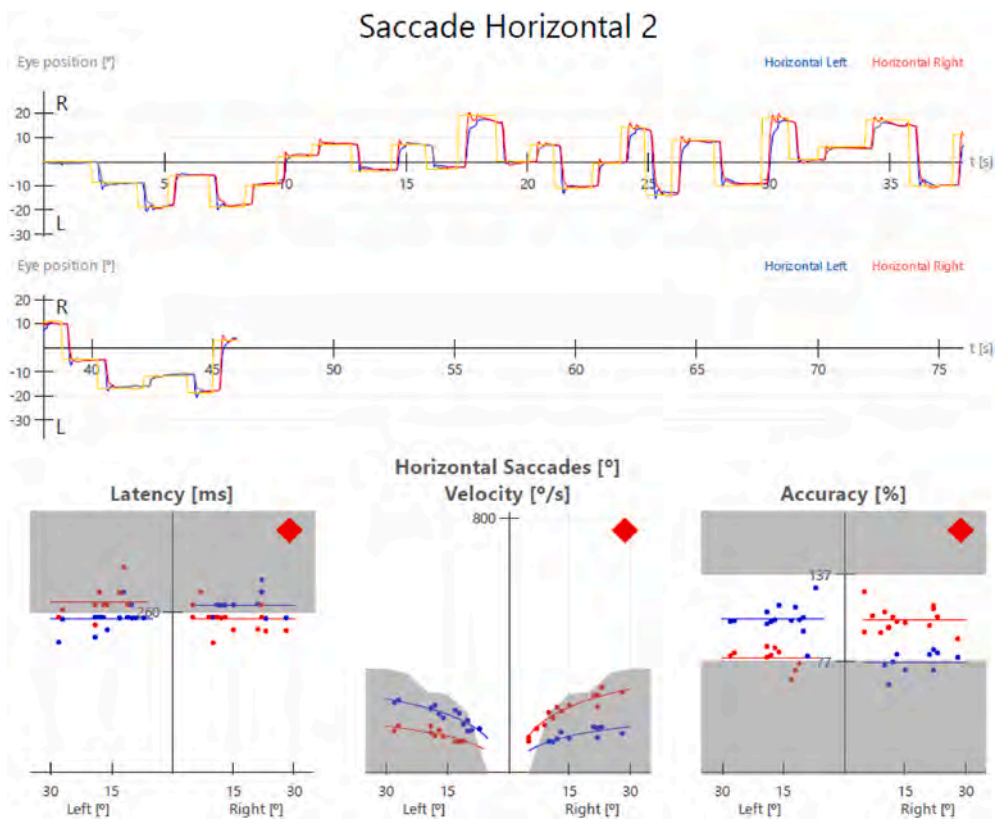 Saccade Horizontal 2
Eye position [°] Horizontal Left Horizontal Right
R
20
10
5 10 15 20 25 30 35 t [s]
-10
-20
-30
L
Eye position [°] Horizontal Left Horizontal Right
R
20
10
40 45 50 55 60 65 70 75 t [s]
-10
-20
-30
L
Horizontal Saccades [°]
Latency [ms] Velocity [°/s] Accuracy [%]
800
137
260
77
30 15 15 30 30 15 15 30 30 15 15 30
Left [°] Right [°] Left [°] Right [°] Left [°] Right [°]